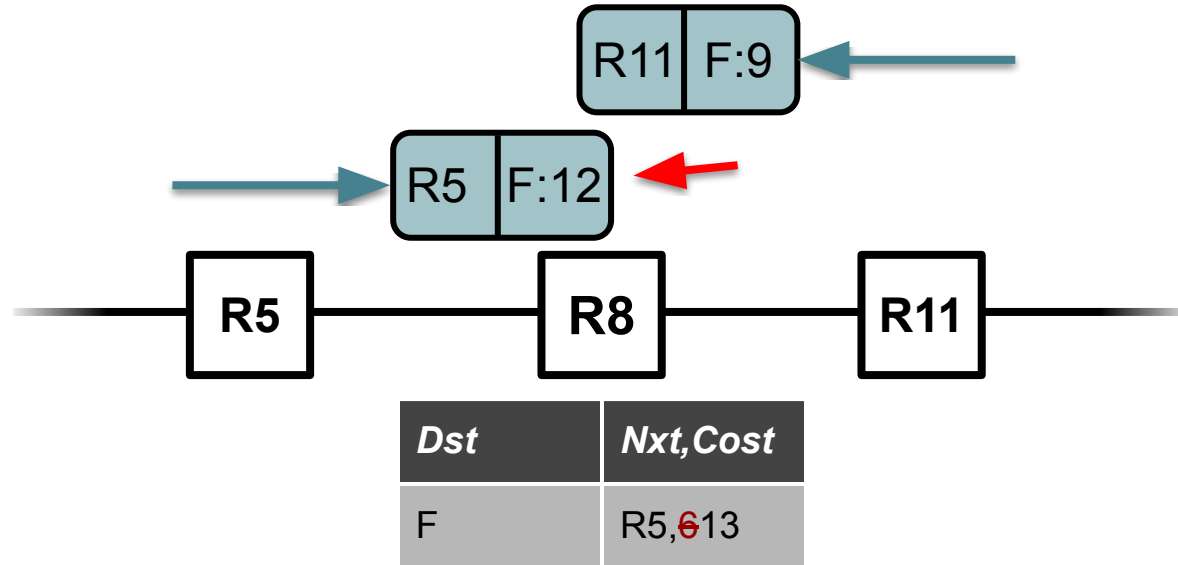 R11 F:9
R5 F:12
R5 R8 R11
Dst Nxt,Cost
F R5,613